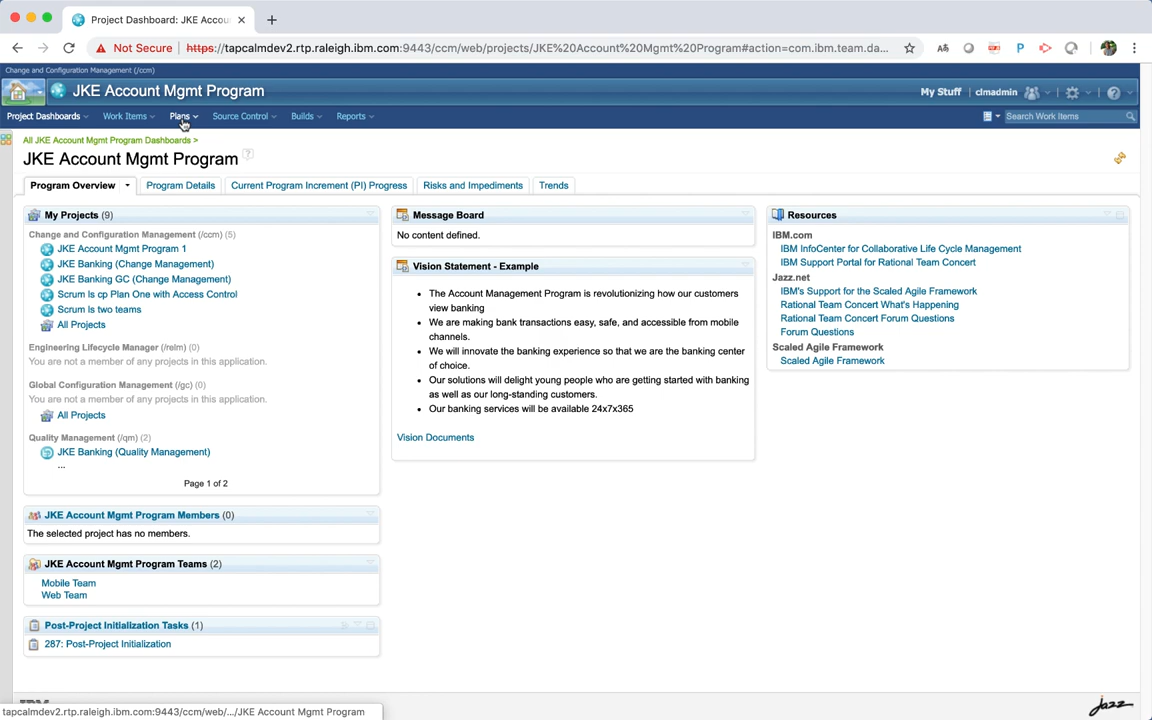 Project Dashboard: JKE Accou
Not Secure
https://tapcalmdev2.rtp.raleigh.ibm.com:9443/ccm/web/projects/JKE%20Account%20Mgmt%20Program#action=com.ibm.team.da...
Change and Configuration Management (/ccm)
JKE Account Mgmt Program
My Stuff
clmadmin
Project Dashboards
Work Items
Plans
Source Control
Builds
Reports
Search Work Items
All JKE Account Mgmt Program Dashboards >
JKE Account Mgmt Program
Program Overview
Program Details
Current Program Increment (PI) Progress
Risks and Impediments
Trends
My Projects (9)
Change and Configuration Management (/ccm) (5)
JKE Account Mgmt Program 1
JKE Banking (Change Management)
JKE Banking GC (Change Management)
Scrum ls cp Plan One with Access Control
Scrum ls two teams
All Projects
Engineering Lifecycle Manager (/relm) (0)
You are not a member of any projects in this application.
Global Configuration Management (/gc) (0)
You are not a member of any projects in this application.
All Projects
Quality Management (/qm) (2)
JKE Banking (Quality Management)
...
Page 1 of 2
JKE Account Mgmt Program Members (0)
The selected project has no members.
JKE Account Mgmt Program Teams (2)
Mobile Team
Web Team
Post-Project Initialization Tasks (1)
287: Post-Project Initialization
Message Board
No content defined.
Vision Statement - Example
• The Account Management Program is revolutionizing how our customers
view banking
• We are making bank transactions easy, safe, and accessible from mobile
channels.
• We will innovate the banking experience so that we are the banking center
of choice.
• Our solutions will delight young people who are getting started with banking
as well as our long-standing customers.
• Our banking services will be available 24x7x365
Vision Documents
Resources
IBM.com
IBM InfoCenter for Collaborative Life Cycle Management
IBM Support Portal for Rational Team Concert
Jazz.net
IBM's Support for the Scaled Agile Framework
Rational Team Concert What's Happening
Rational Team Concert Forum Questions
Forum Questions
Scaled Agile Framework
Scaled Agile Framework
tapcalmdev2.rtp.raleigh.ibm.com:9443/ccm/web/.../JKE Account Mgmt Program
jazz